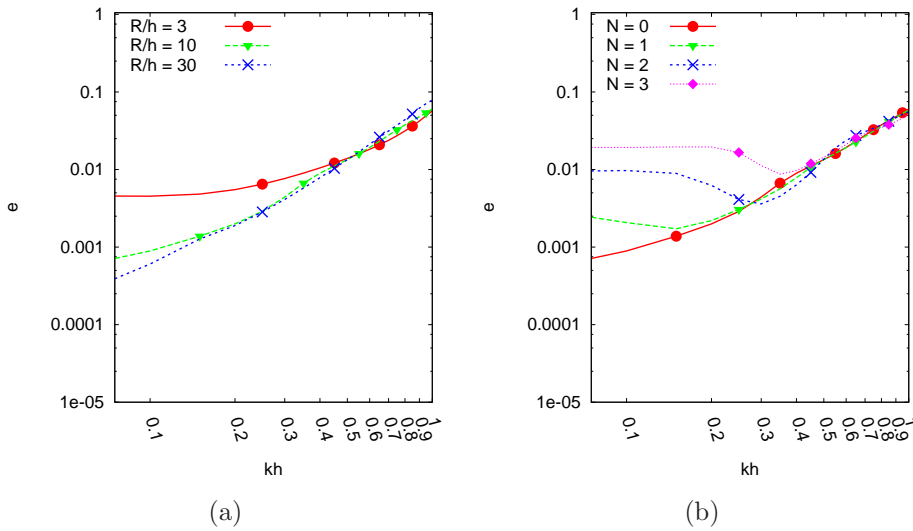 R/h = 3
R/h = 10
R/h = 30
1
0.1
0.01
0.001
0.0001
1e-05
e
0.1
0.2
0.3
0.4
0.5
0.6
0.7
0.8
0.9
1
kh
(a)
N = 0
N = 1
N = 2
N = 3
1
0.1
0.01
0.001
0.0001
1e-05
e
0.1
0.2
0.3
0.4
0.5
0.6
0.7
0.8
0.9
1
kh
(b)